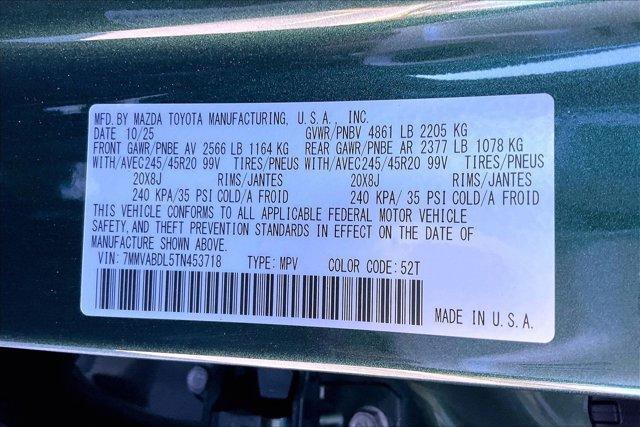 MFD. BY MAZDA TOYOTA MANUFACTURING, U.S.A., INC.
DATE 10/25 GVWR/PNBV 4861 LB 2205 KG
FRONT GAWR/PNBE AV 2566 LB 1164 KG REAR GAWR/PNBE AR 2377 LB 1078 KG
WITH/AVEC245/45R20 99V TIRES/PNEUS WITH/AVEC245/45R20 99V TIRES/PNEUS
20X8J RIMS/JANTES 20X8J RIMS/JANTES
240 KPA/35 PSI COLD/A FROID 240 KPA/ 35 PSI COLD/A FROID
THIS VEHICLE CONFORMS TO ALL APPLICABLE FEDERAL MOTOR VEHICLE
SAFETY, AND THEFT PREVENTION STANDARDS IN EFFECT ON THE DATE OF
MANUFACTURE SHOWN ABOVE.
VIN: 7MMVABDL5TN453718 TYPE: MPV COLOR CODE: 52T
MADE IN U.S.A.